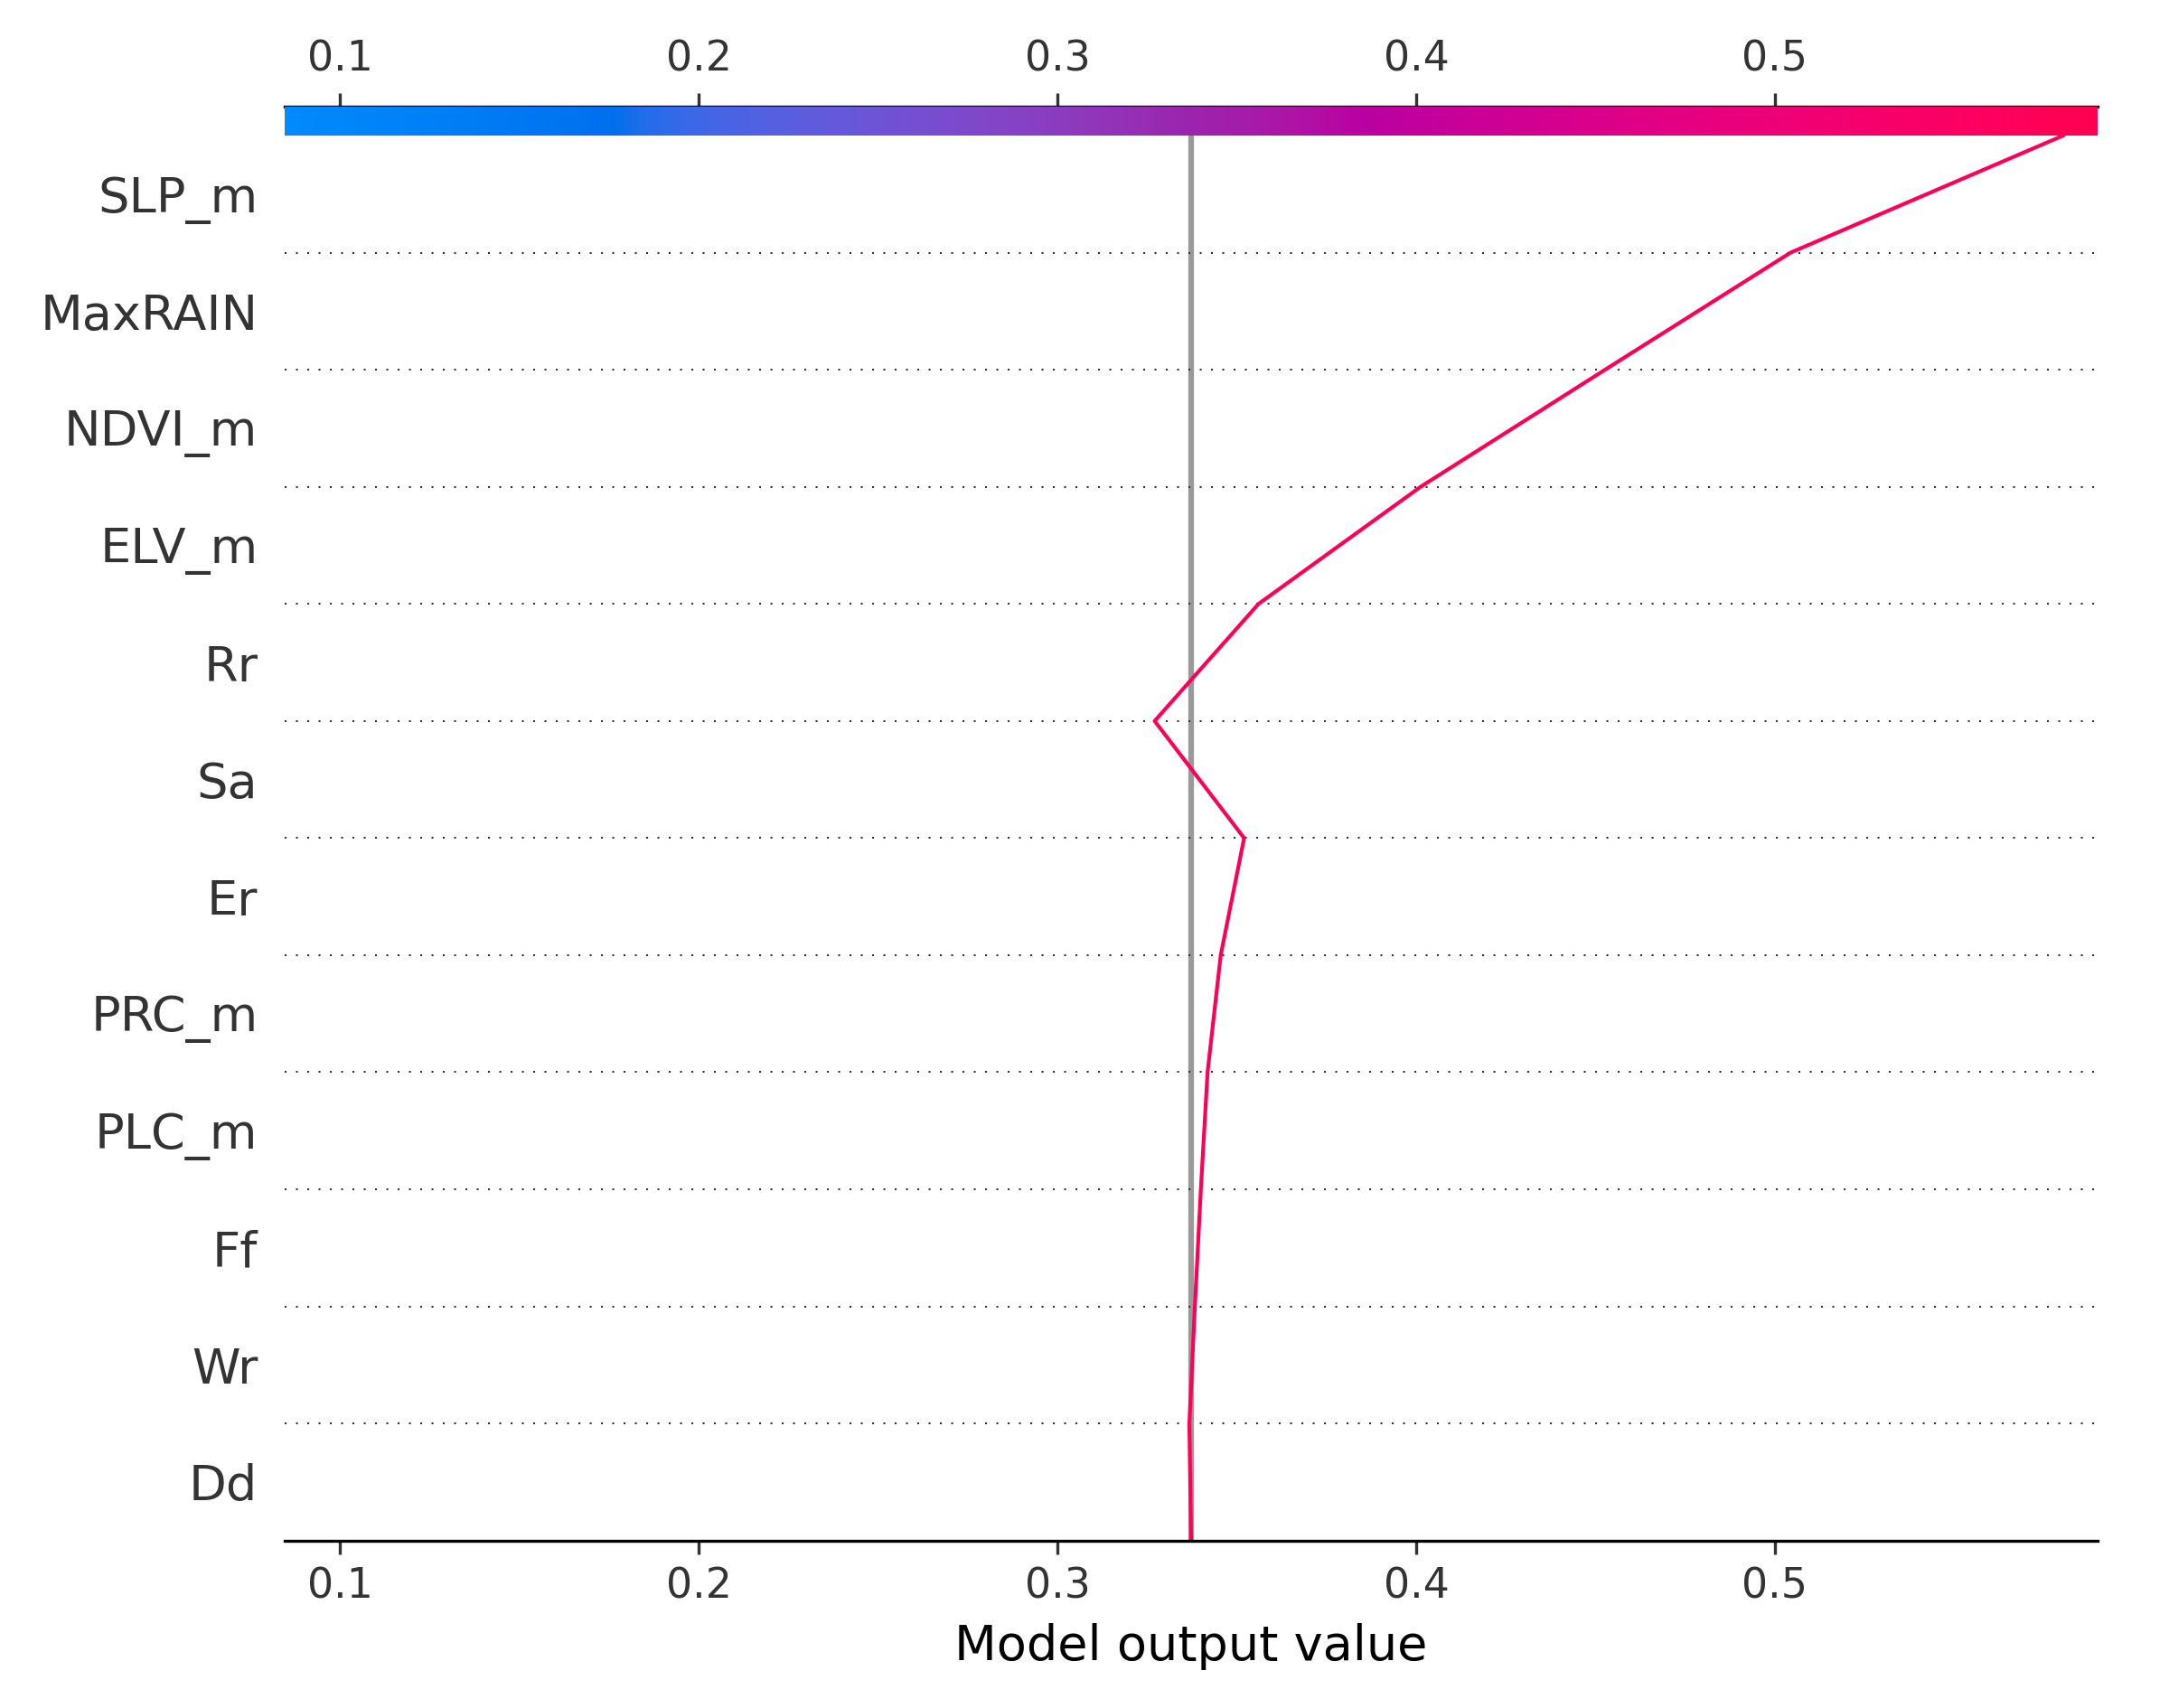 0.1 0.2 0.3 0.4 0.5
SLP_m
MaxRAIN
NDVI_m
ELV_m
Rr
Sa
Er
PRC_m
PLC_m
Ff
Wr
Dd
0.1 0.2 0.3 0.4 0.5
Model output value